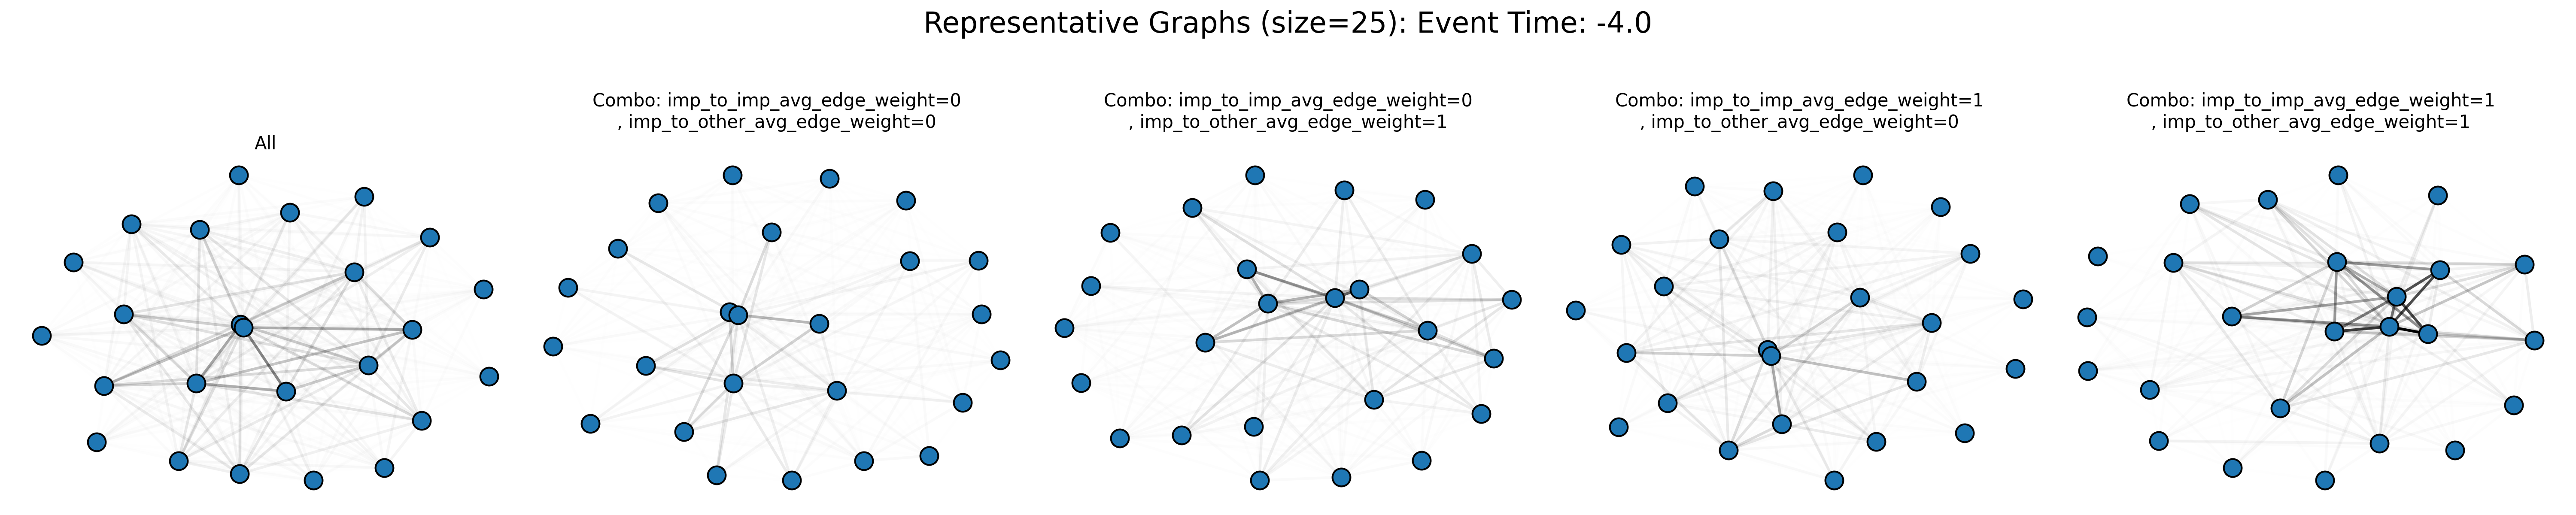 Representative Graphs (size=25): Event Time: -4.0
All
Combo: imp_to_imp_avg_edge_weight=0
, imp_to_other_avg_edge_weight=0
Combo: imp_to_imp_avg_edge_weight=0
, imp_to_other_avg_edge_weight=1
Combo: imp_to_imp_avg_edge_weight=1
, imp_to_other_avg_edge_weight=0
Combo: imp_to_imp_avg_edge_weight=1
, imp_to_other_avg_edge_weight=1